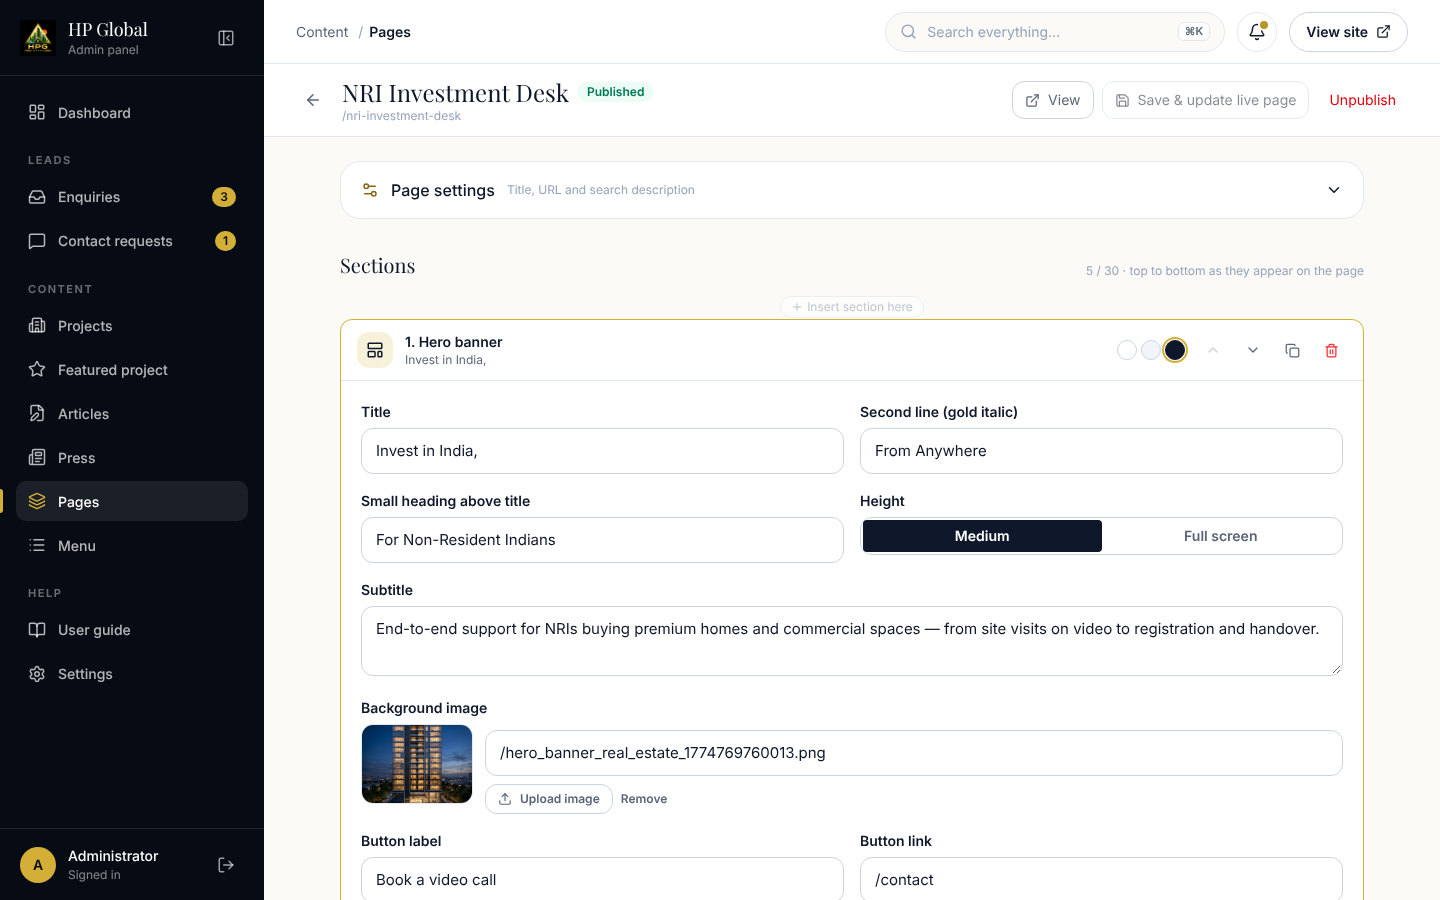 HP Global
Admin panel
Dashboard
LEADS
Enquiries 3
Contact requests 1
CONTENT
Projects
Featured project
Articles
Press
Pages
Menu
HELP
User guide
Settings
A
Administrator
Signed in
Content / Pages
Search everything... ⌘K
View site
NRI Investment Desk Published
/nri-investment-desk
View
Save & update live page
Unpublish
Page settings Title, URL and search description
Sections
5 / 30 · top to bottom as they appear on the page
+ Insert section here
1. Hero banner
Invest in India,
Title
Invest in India,
Second line (gold italic)
From Anywhere
Small heading above title
For Non-Resident Indians
Height
Medium
Full screen
Subtitle
End-to-end support for NRIs buying premium homes and commercial spaces — from site visits on video to registration and handover.
Background image
/hero_banner_real_estate_1774769760013.png
Upload image
Remove
Button label
Book a video call
Button link
/contact